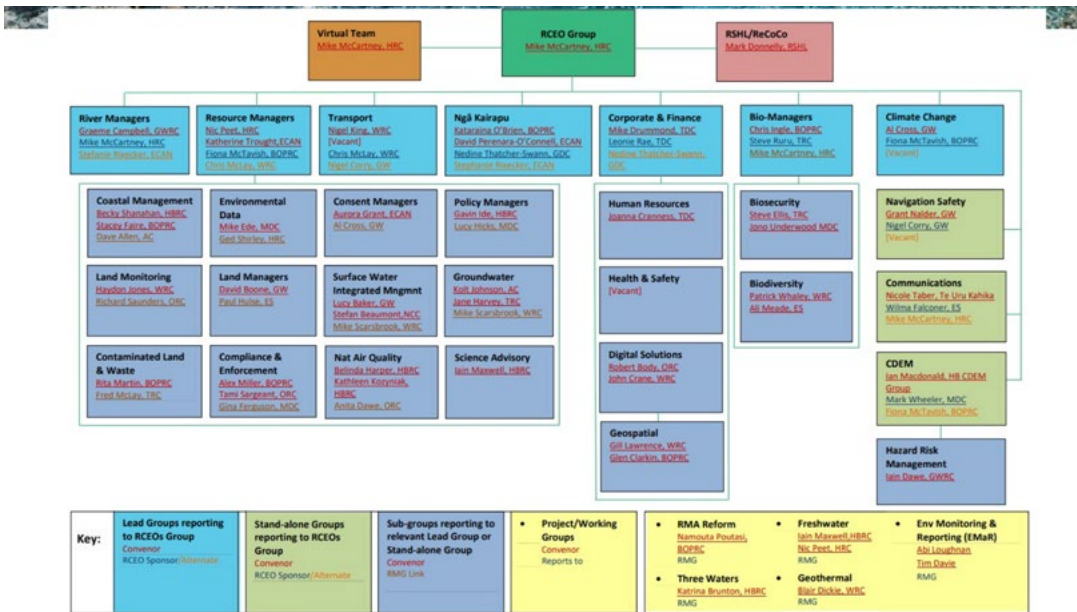 Virtual Team
Mike McCartney, HRC
RCEO Group
Mike McCartney, HRC
RSHL/ReCoCo
Mark Donnelly, RSHL
River Managers
Graeme Campbell, GWRC
Mike McCartney, HRC
Stefanie Rixecker, ECAN
Resource Managers
Nic Peet, HRC
Katherine Trought,ECAN
Fiona McTavish, BOPRC
Chris McLay, WRC
Transport
Nigel King, WRC
[Vacant]
Chris McLay, WRC
Nigel Corry, GW
Ngā Kairapu
Kataraina O'Brien, BOPRC
David Perenara-O'Connell, ECAN
Nedine Thatcher-Swann, GDC
Stephanie Rixecker, ECAN
Corporate & Finance
Mike Drummond, TDC
Leonie Rae, TDC
Nedine Thatcher-Swann,
GDC
Bio-Managers
Chris Ingle, BOPRC
Steve Ruru, TRC
Mike McCartney, HRC
Climate Change
Al Cross, GW
Fiona McTavish, BOPRC
[Vacant]
Coastal Management
Becky Shanahan, HBRC
Stacey Faire, BOPRC
Dave Allen, AC
Environmental
Data
Mike Ede, MDC
Ged Shirley, HRC
Consent Managers
Aurora Grant, ECAN
Al Cross, GW
Policy Managers
Gavin Ide, HBRC
Lucy Hicks, MDC
Human Resources
Joanna Cranness, TDC
Biosecurity
Steve Ellis, TRC
Jono Underwood MDC
Navigation Safety
Grant Nalder, GW
Nigel Corry, GW
[Vacant]
Land Monitoring
Haydon Jones, WRC
Richard Saunders, ORC
Land Managers
David Boone, GW
Paul Hulse, ES
Surface Water
Integrated Mngmnt
Lucy Baker, GW
Stefan Beaumont,NCC
Mike Scarsbrook, WRC
Groundwater
Kolt Johnson, AC
Jane Harvey, TRC
Mike Scarsbrook, WRC
Health & Safety
[Vacant]
Biodiversity
Patrick Whaley, WRC
Ali Meade, ES
Communications
Nicole Taber, Te Uru Kahika
Wilma Falconer, ES
Mike McCartney, HRC
Contaminated Land
& Waste
Rita Martin, BOPRC
Fred McLay, TRC
Compliance &
Enforcement
Alex Miller, BOPRC
Tami Sargeant, ORC
Gina Ferguson, MDC
Nat Air Quality
Belinda Harper, HBRC
Kathleen Kozyniak,
HBRC
Anita Dawe, ORC
Science Advisory
Iain Maxwell, HBRC
Digital Solutions
Robert Body, ORC
John Crane, WRC
CDEM
Ian Macdonald, HB CDEM
Group
Mark Wheeler, MDC
Fiona McTavish, BOPRC
Geospatial
Gill Lawrence, WRC
Glen Clarkin, BOPRC
Hazard Risk
Management
Iain Dawe, GWRC
Key:
Lead Groups reporting
to RCEOs Group
Convenor
RCEO Sponsor/Alternate
Stand-alone Groups
reporting to RCEOs
Group
Convenor
RCEO Sponsor/Alternate
Sub-groups reporting to
relevant Lead Group or
Stand-alone Group
Convenor
RMG Link
• Project/Working
Groups
Convenor
Reports to
• RMA Reform
Namouta Poutasi,
BOPRC
RMG
• Three Waters
Katrina Brunton, HBRC
RMG
• Freshwater
Iain Maxwell,HBRC
Nic Peet, HRC
RMG
• Geothermal
Blair Dickie, WRC
RMG
• Env Monitoring &
Reporting (EMaR)
Abi Loughnan
Tim Davie
RMG